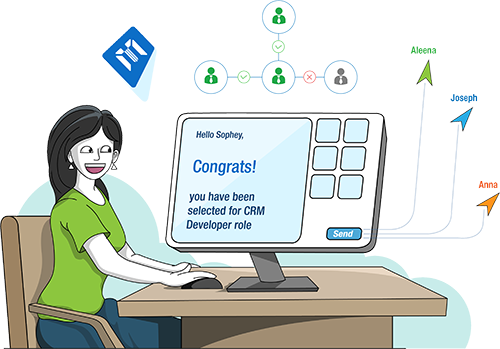 Aleena
Joseph
Hello Sophey,
Congrats!
you have been
selected for CRM
Developer role
Anna
Send